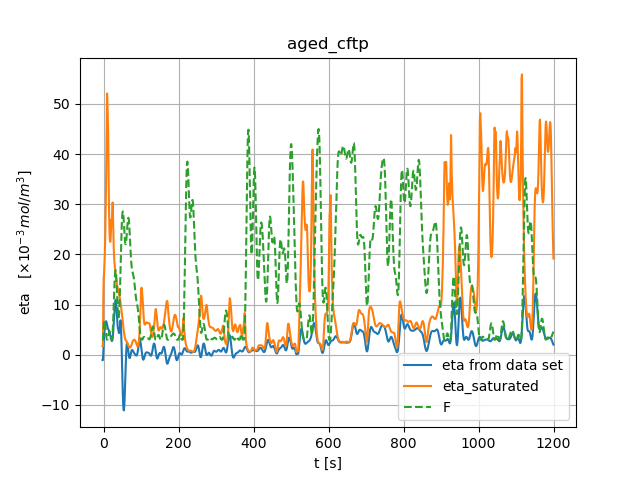 aged_cftp
eta [×10⁻³ mol/m³]
50
40
30
20
10
0
−10
0 200 400 600 800 1000 1200
t [s]
eta from data set
eta_saturated
F